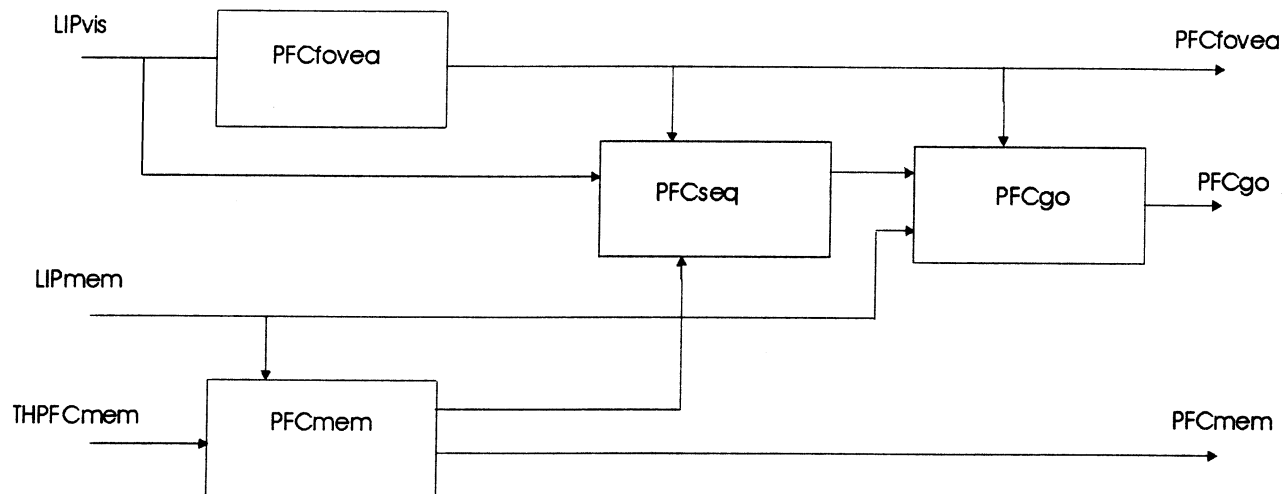 LIPvis
PFCfovea
PFCfovea
PFCseq
PFCgo
PFCgo
LIPmem
THPFCmem
PFCmem
PFCmem